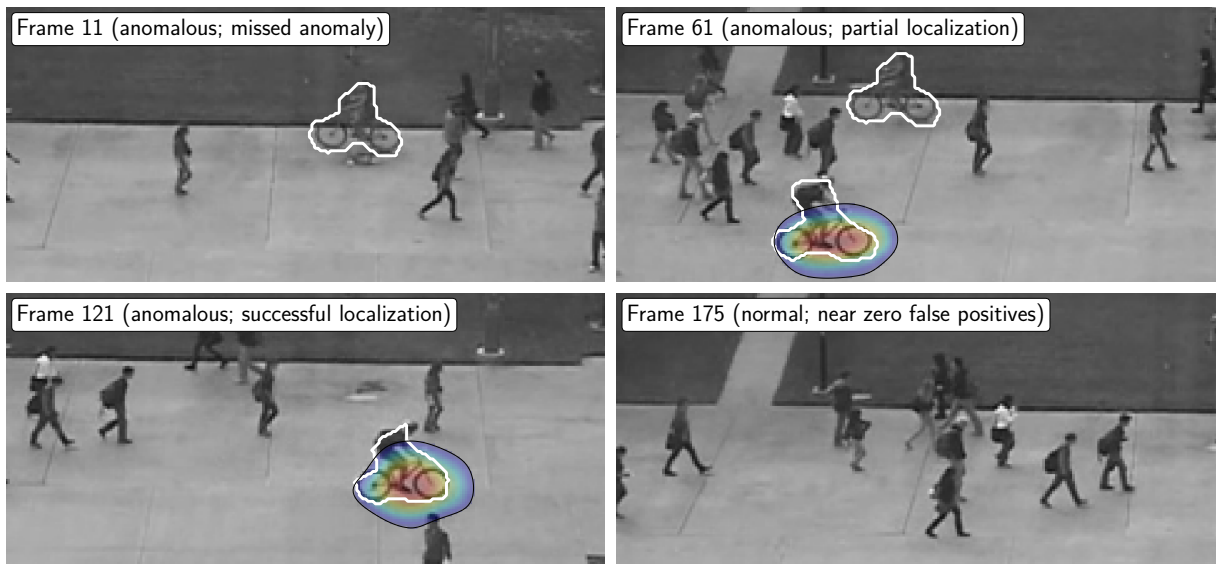 Frame 11 (anomalous; missed anomaly)
Frame 61 (anomalous; partial localization)
Frame 121 (anomalous; successful localization)
Frame 175 (normal; near zero false positives)